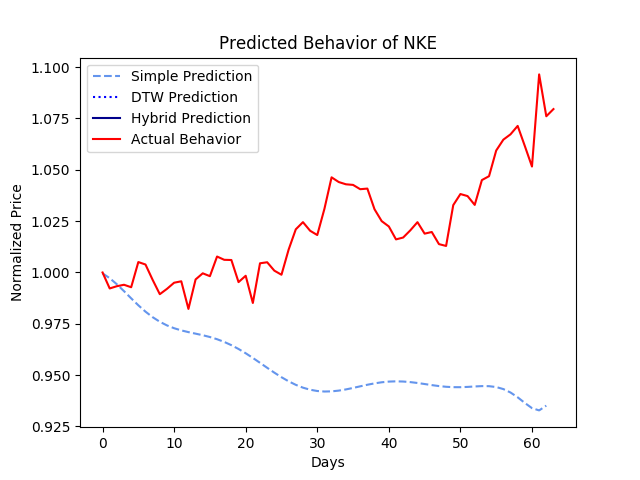 Predicted Behavior of NKE
Simple Prediction
DTW Prediction
Hybrid Prediction
Actual Behavior
1.100
1.075
1.050
1.025
1.000
0.975
0.950
0.925
Normalized Price
0 10 20 30 40 50 60
Days